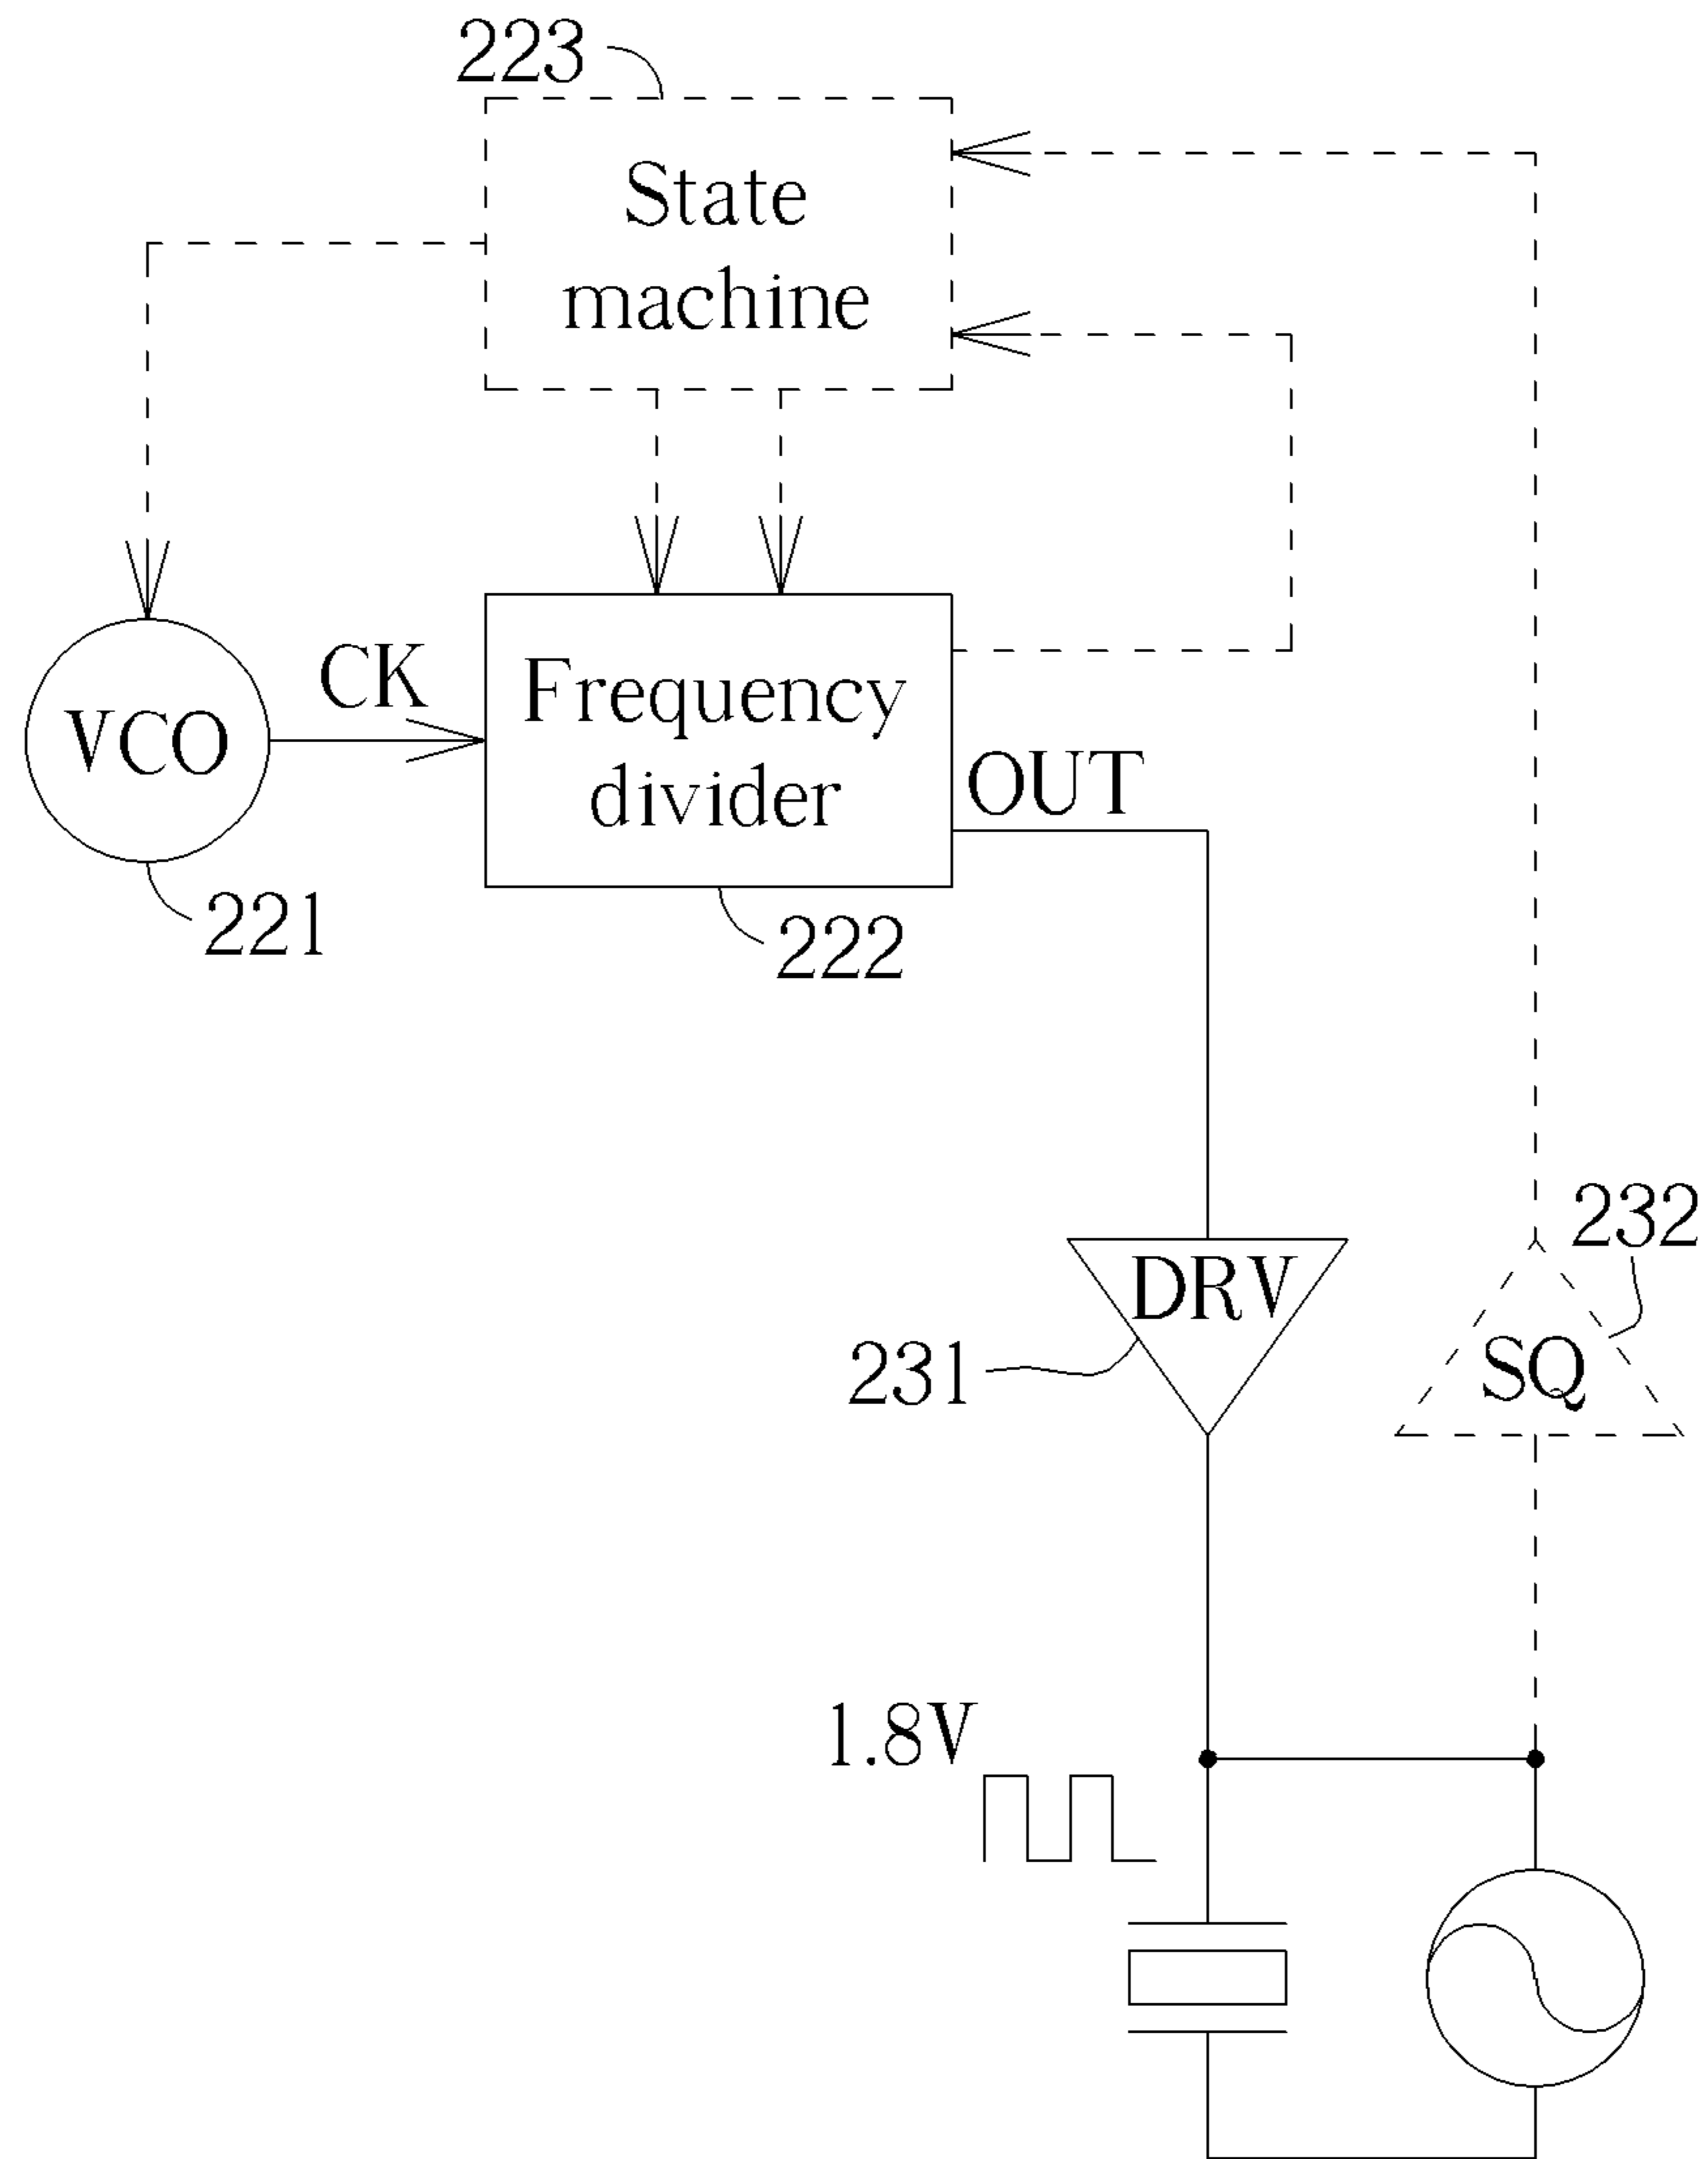 223
State
machine
CK
VCO
Frequency
divider
OUT
221
222
232
DRV
SQ
231
1.8V